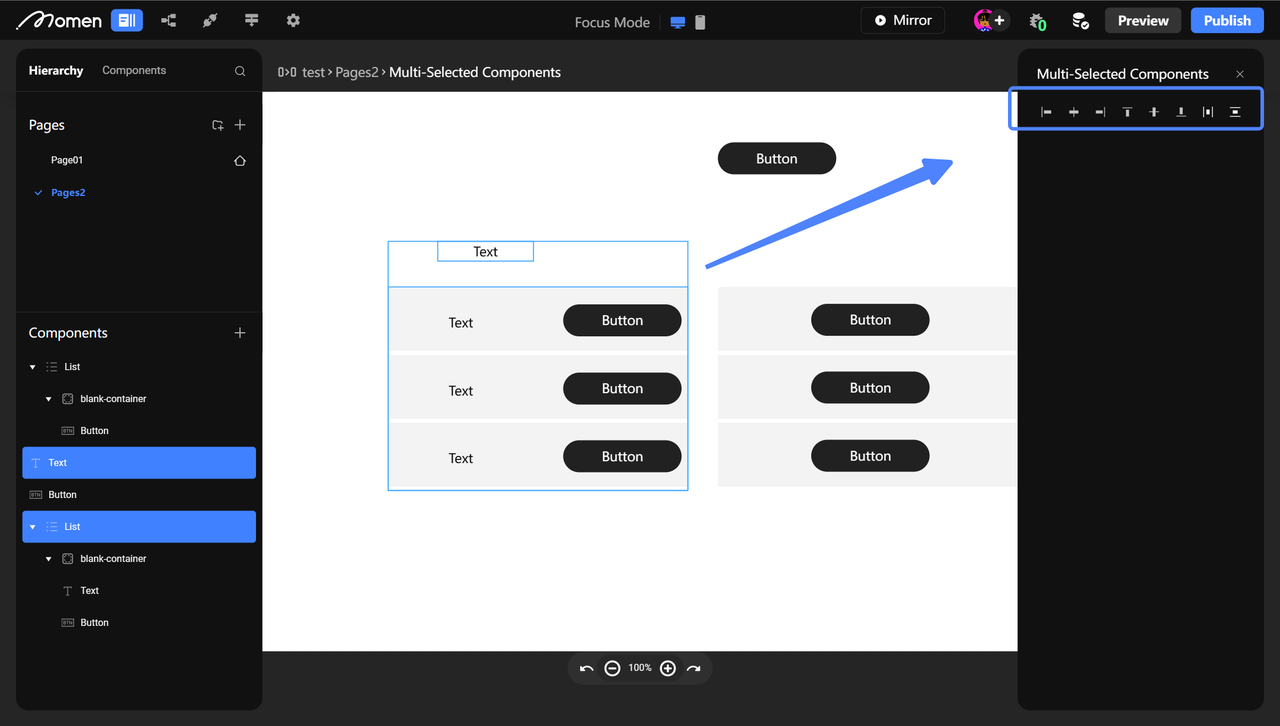 Momen
Focus Mode
Mirror
0
Preview
Publish
Hierarchy
Components
test › Pages2 › Multi-Selected Components
Multi-Selected Components
Pages
Page01
Pages2
Components
List
blank-container
Button
Text
Button
List
blank-container
Text
Button
Button
Text
Text
Button
Button
Text
Button
Button
Text
Button
Button
100%